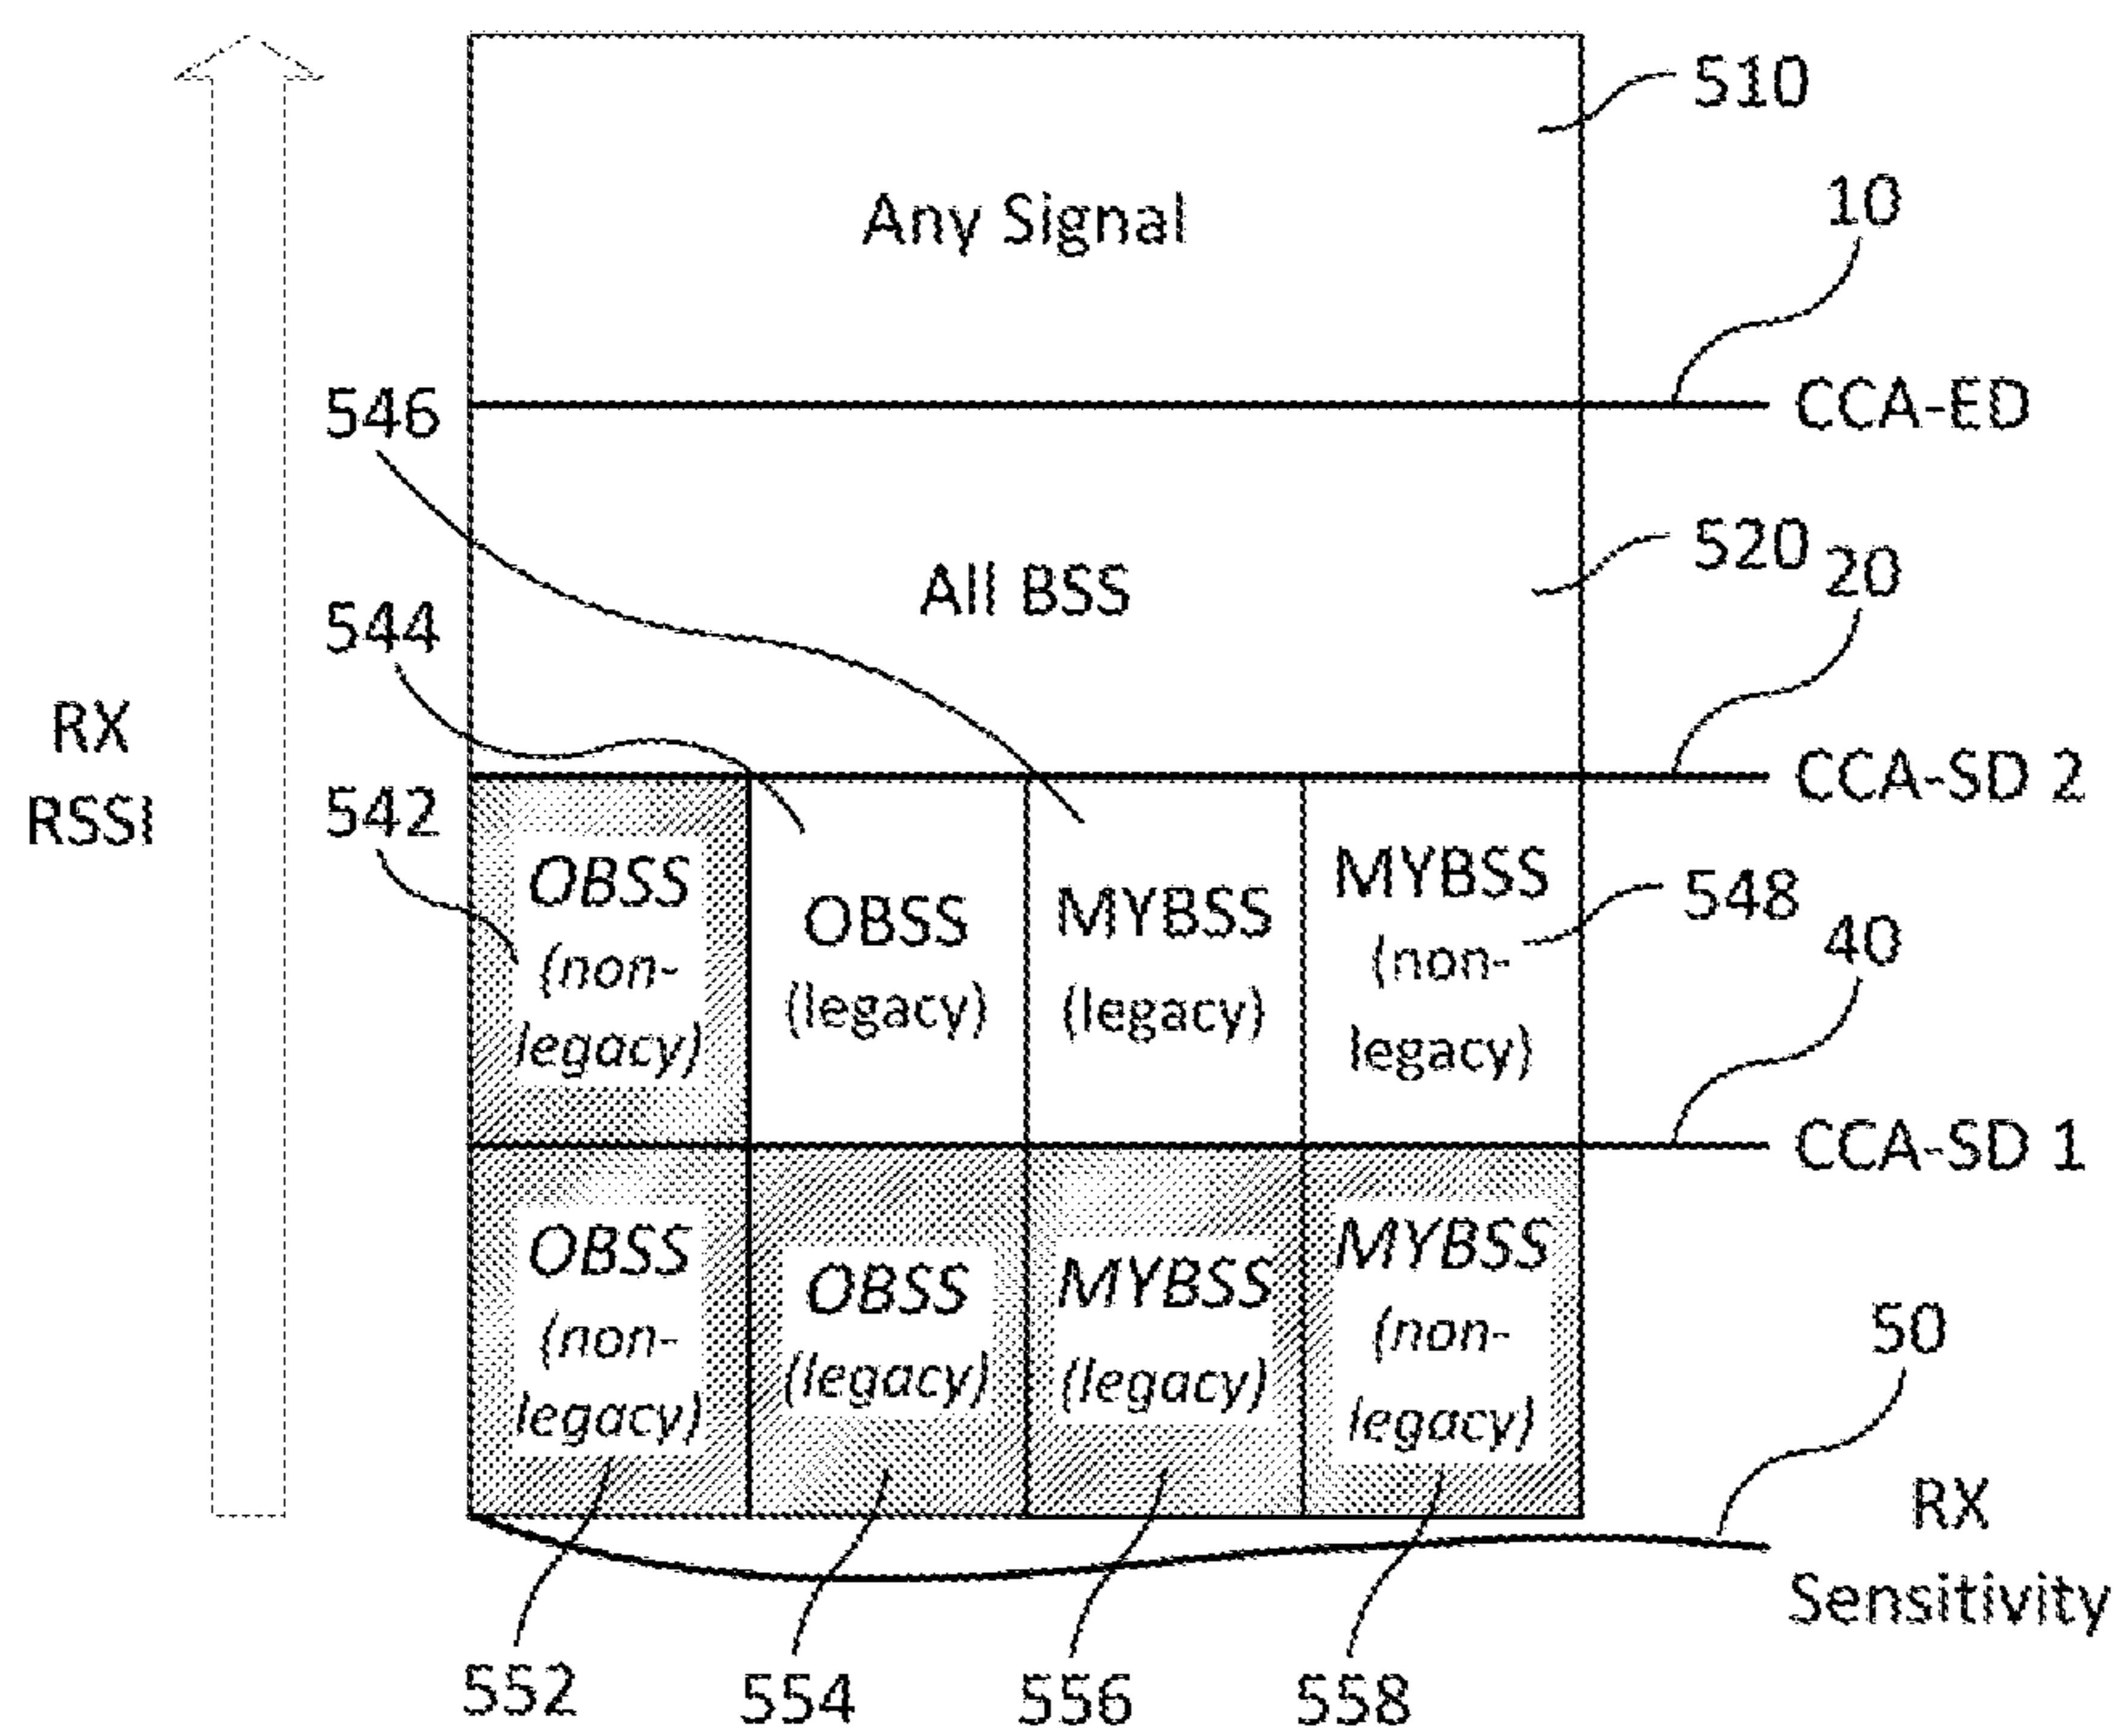 510
Any Signal
10
CCA-ED
546
520
20
All BSS
544
RX
RSSI
CCA-SD 2
542
OBSS
(non-
legacy)
OBSS
(legacy)
MYBSS
(legacy)
MYBSS
(non-
legacy)
548
40
CCA-SD 1
OBSS
(non-
legacy)
OBSS
(legacy)
MYBSS
(legacy)
MYBSS
(non-
legacy)
50
RX
Sensitivity
552
554
556
558